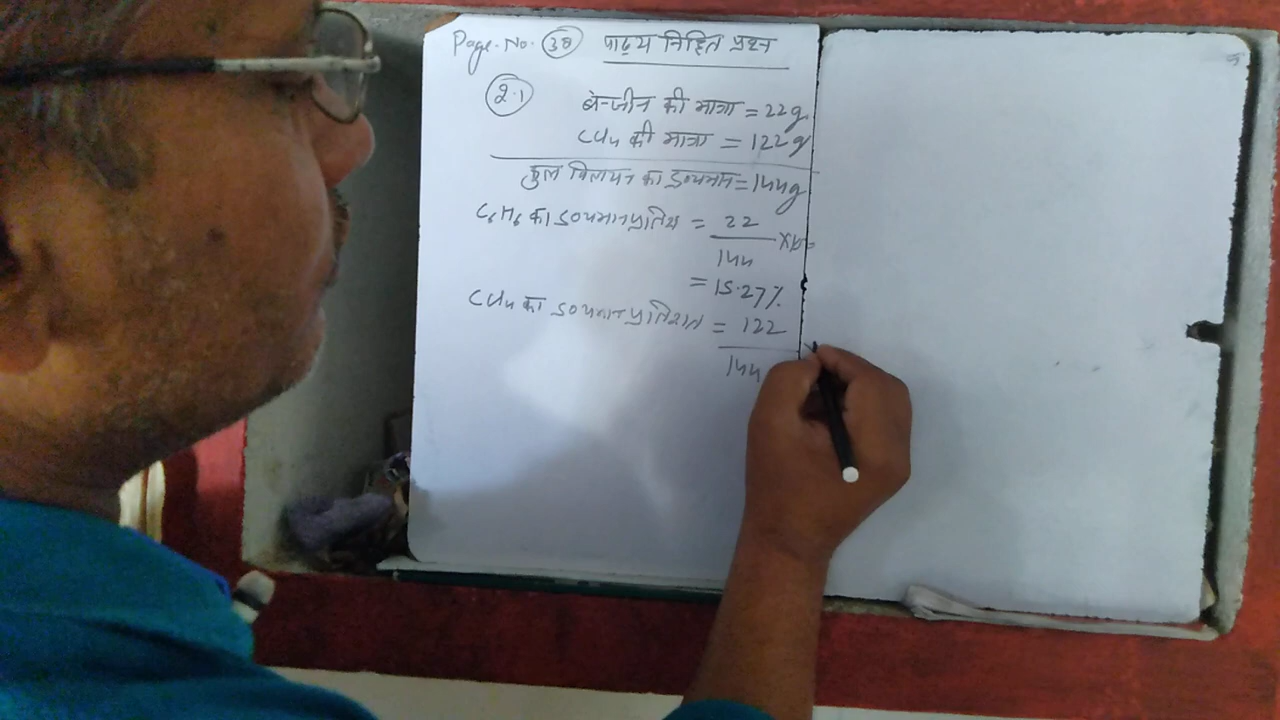 Page. No. 38 पाठ्य निहित प्रश्न
2.1 बेन्जीन की मात्रा = 22g
CCl4 की मात्रा = 122g
कुल विलयन का द्रव्यमान = 144g
C6H6 का द्रव्यमान प्रतिशत = 22
144 ×100
= 15.27%
CCl4 का द्रव्यमान प्रतिशत = 122
144